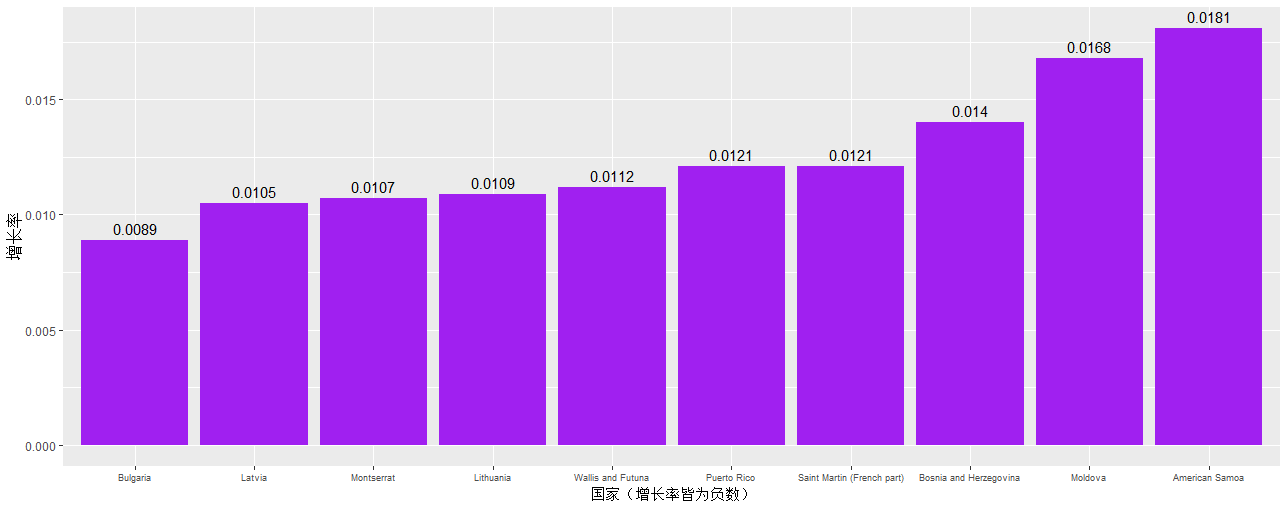 0.0181
0.0168
0.014
0.0121
0.0121
0.0112
0.0109
0.0107
0.0105
0.0089
0.015
0.010
0.005
0.000
增长率
Bulgaria
Latvia
Montserrat
Lithuania
Wallis and Futuna
Puerto Rico
Saint Martin (French part)
Bosnia and Herzegovina
Moldova
American Samoa
国家（增长率皆为负数）